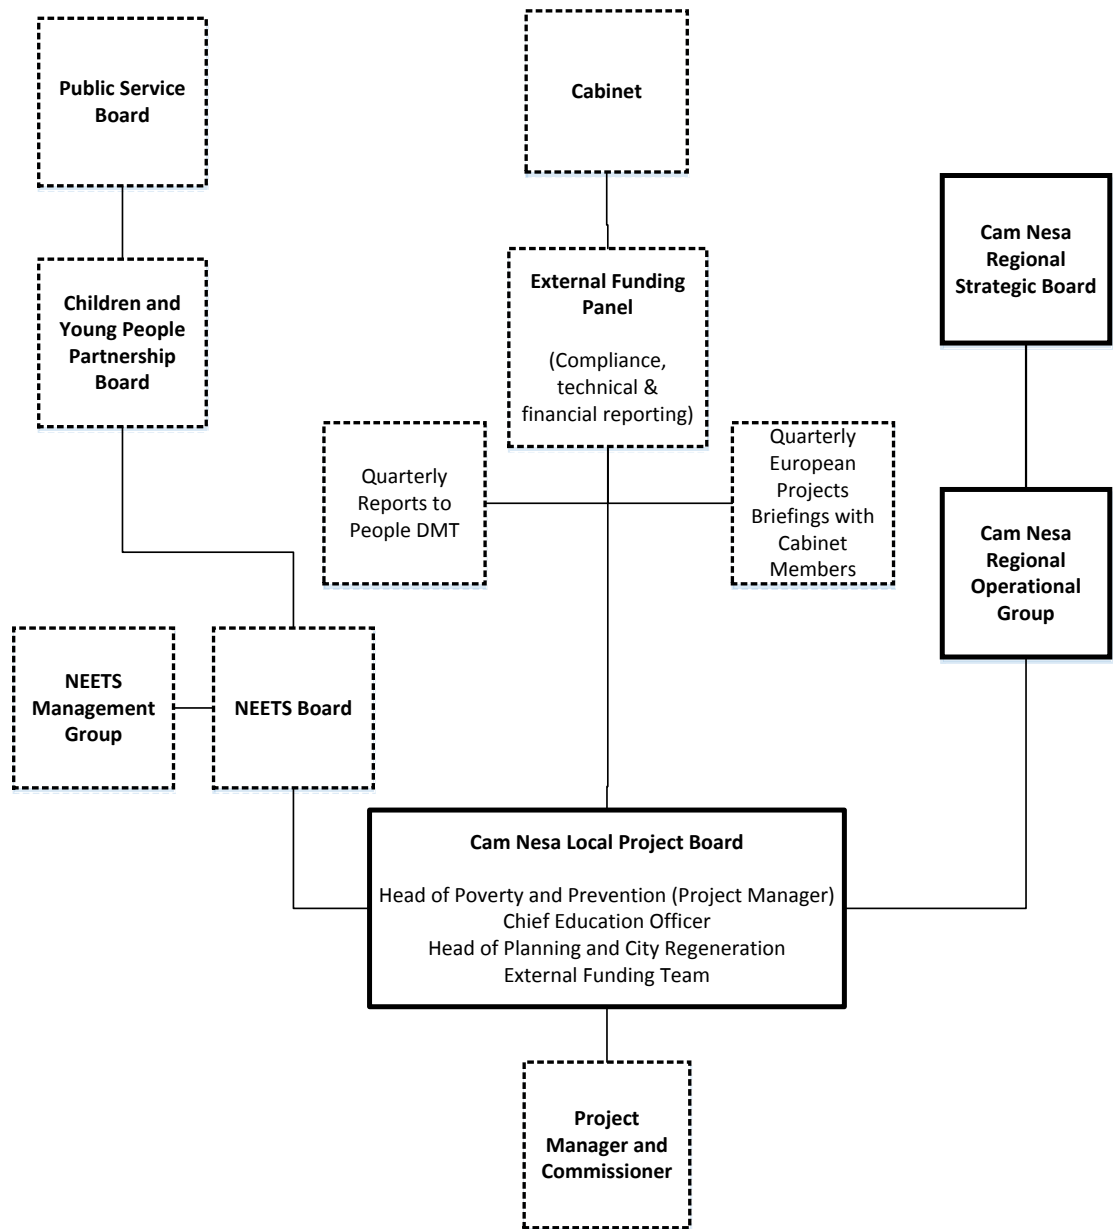 Public Service
Board
Cabinet
Cam Nesa
Regional
Strategic Board
Children and
Young People
Partnership
Board
External Funding
Panel
(Compliance,
technical &
financial reporting)
Quarterly
Reports to
People DMT
Quarterly
European
Projects
Briefings with
Cabinet
Members
Cam Nesa
Regional
Operational
Group
NEETS
Management
Group
NEETS Board
Cam Nesa Local Project Board
Head of Poverty and Prevention (Project Manager)
Chief Education Officer
Head of Planning and City Regeneration
External Funding Team
Project
Manager and
Commissioner